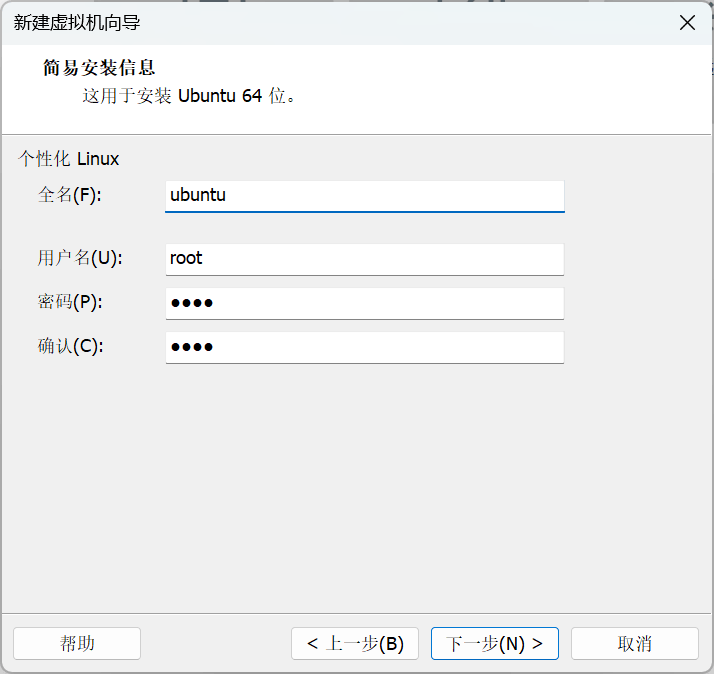 新建虚拟机向导
简易安装信息
这用于安装 Ubuntu 64 位。
个性化 Linux
全名(F):
ubuntu
用户名(U):
root
密码(P):
●●●●
确认(C):
●●●●
帮助
< 上一步(B)
下一步(N) >
取消